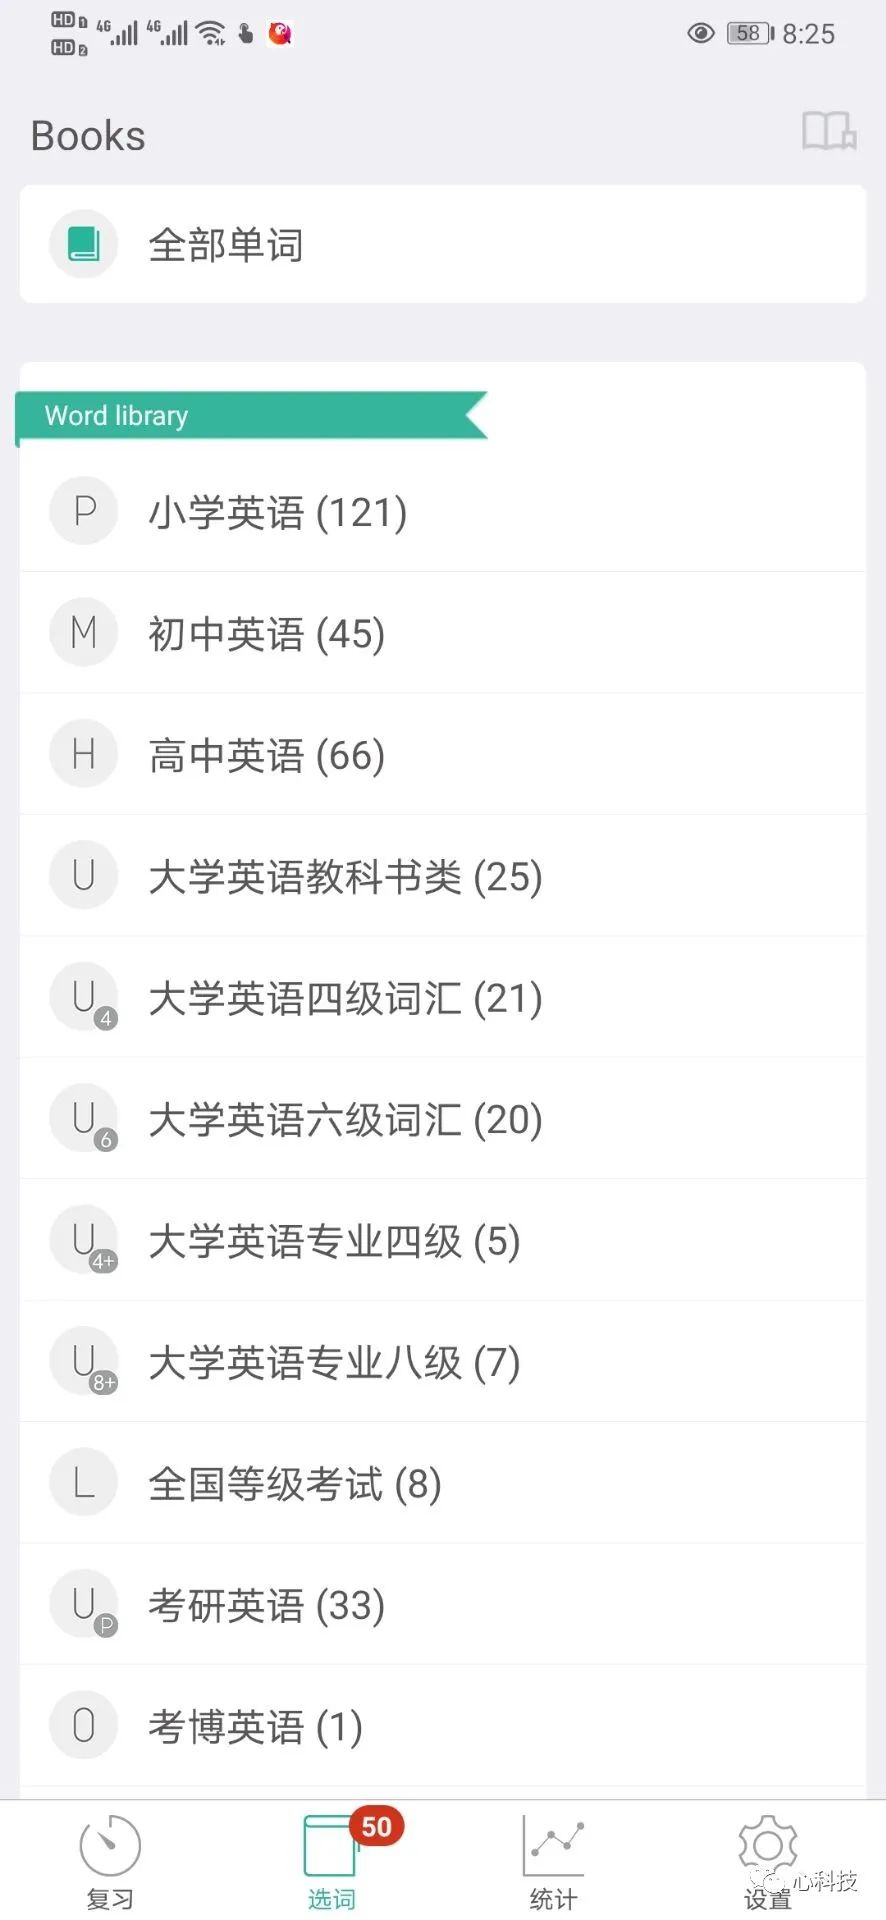 HD 1 4G 4G
HD 2
58 8:25
Books
全部单词
Word library
P 小学英语 (121)
M 初中英语 (45)
H 高中英语 (66)
U 大学英语教科书类 (25)
U 4 大学英语四级词汇 (21)
U 6 大学英语六级词汇 (20)
U 4+ 大学英语专业四级 (5)
U 8+ 大学英语专业八级 (7)
L 全国等级考试 (8)
U P 考研英语 (33)
O 考博英语 (1)
50
复习 选词 统计 设置
心科技